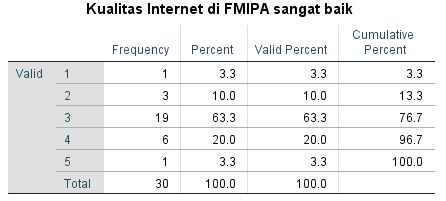 Kualitas Internet di FMIPA sangat baik
Frequency Percent Valid Percent Cumulative Percent
Valid 1 1 3.3 3.3 3.3
2 3 10.0 10.0 13.3
3 19 63.3 63.3 76.7
4 6 20.0 20.0 96.7
5 1 3.3 3.3 100.0
Total 30 100.0 100.0